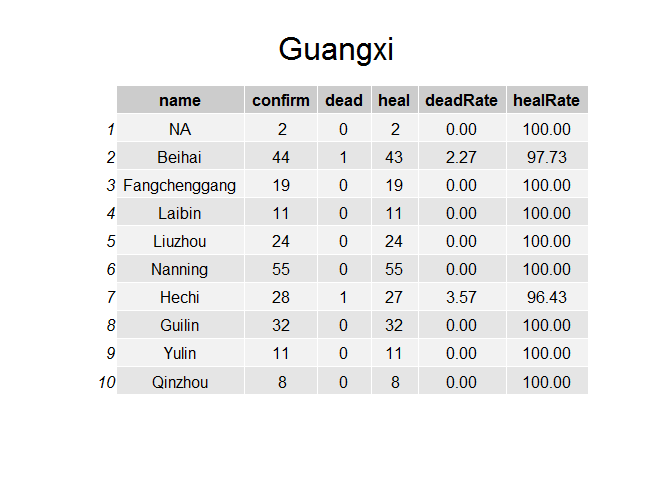 Guangxi
name confirm dead heal deadRate healRate
1 NA 2 0 2 0.00 100.00
2 Beihai 44 1 43 2.27 97.73
3 Fangchenggang 19 0 19 0.00 100.00
4 Laibin 11 0 11 0.00 100.00
5 Liuzhou 24 0 24 0.00 100.00
6 Nanning 55 0 55 0.00 100.00
7 Hechi 28 1 27 3.57 96.43
8 Guilin 32 0 32 0.00 100.00
9 Yulin 11 0 11 0.00 100.00
10 Qinzhou 8 0 8 0.00 100.00